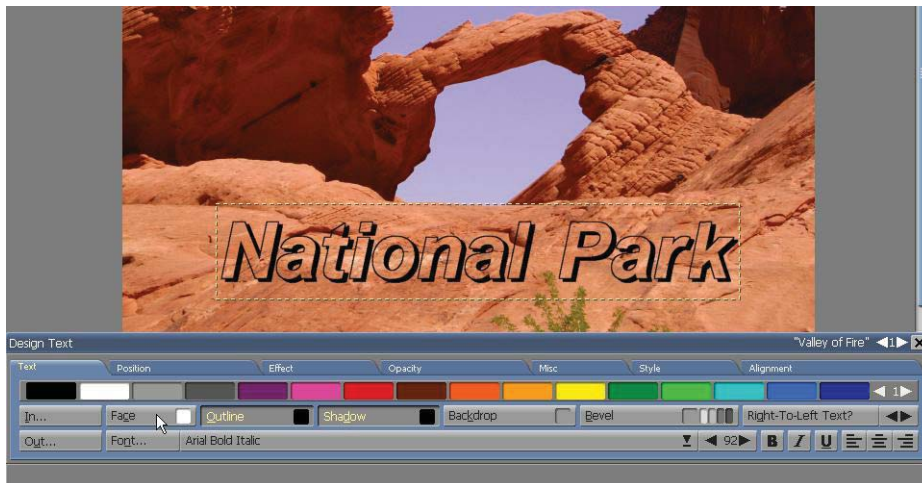 National Park
Design Text "Valley of Fire" 1
Text Position Effect Opacity Misc Style Alignment
1
In... Face Outline Shadow Backdrop Bevel Right-To-Left Text?
Out... Font... Arial Bold Italic 92 B I U